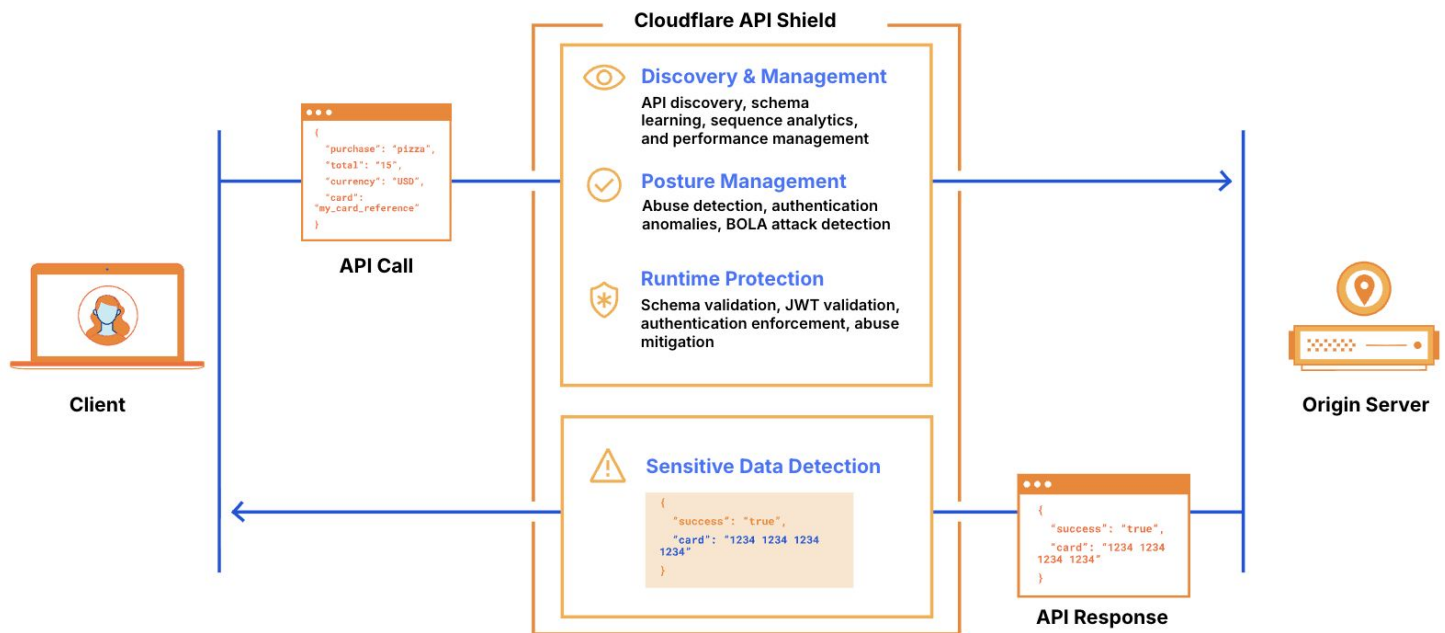 Cloudflare API Shield
Discovery & Management
API discovery, schema
learning, sequence analytics,
and performance management
{
"purchase": "pizza",
"total": "15",
"currency": "USD",
"card":
"my_card_reference"
}
API Call
Posture Management
Abuse detection, authentication
anomalies, BOLA attack detection
Runtime Protection
Schema validation, JWT validation,
authentication enforcement, abuse
mitigation
Client
Origin Server
Sensitive Data Detection
{
"success": "true",
"card": "1234 1234 1234
1234"
}
{
"success": "true",
"card": "1234 1234
1234 1234"
}
API Response